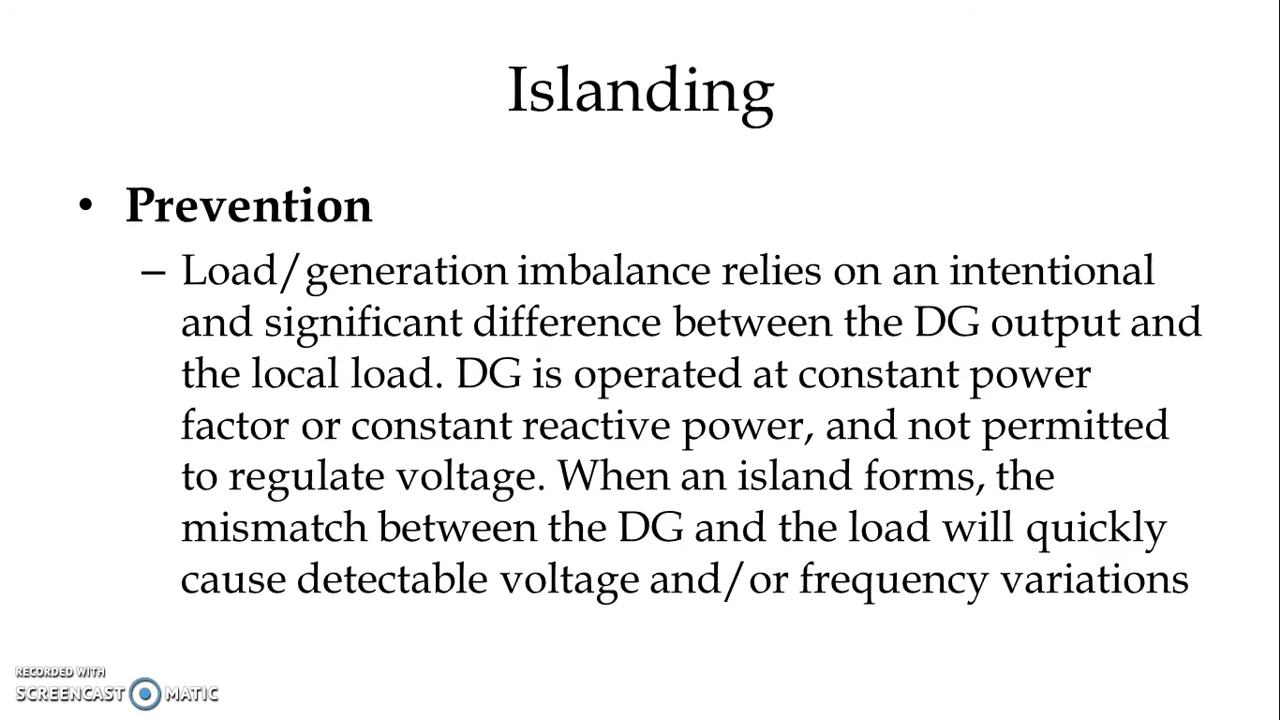 Islanding
• Prevention
– Load/generation imbalance relies on an intentional
and significant difference between the DG output and
the local load. DG is operated at constant power
factor or constant reactive power, and not permitted
to regulate voltage. When an island forms, the
mismatch between the DG and the load will quickly
cause detectable voltage and/or frequency variations
RECORDED WITH
SCREENCAST MATIC